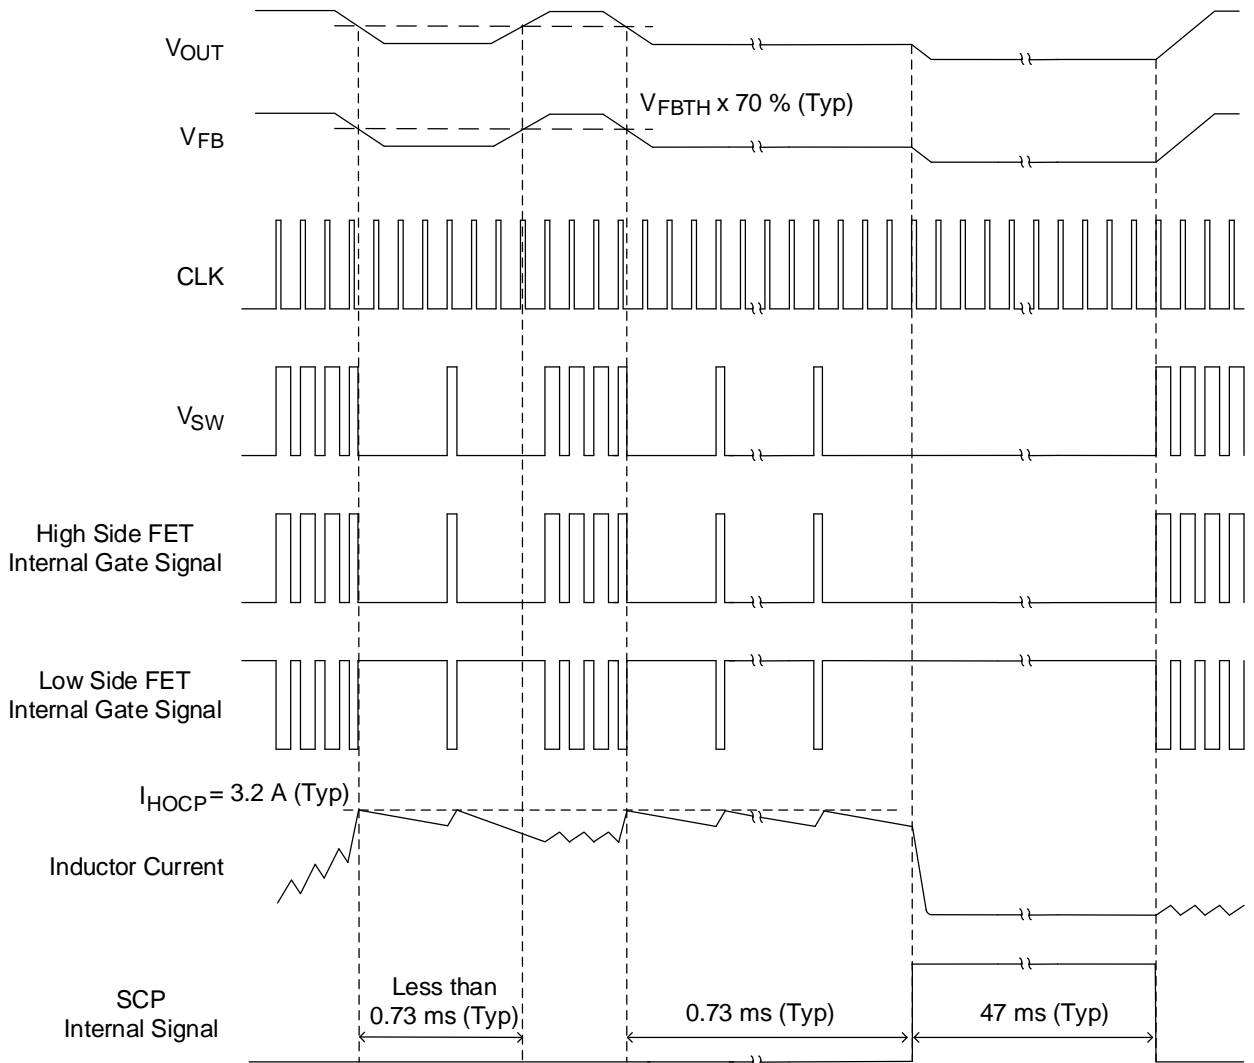 VOUT
VFBTH x 70 % (Typ)
VFB
CLK
VSW
High Side FET
Internal Gate Signal
Low Side FET
Internal Gate Signal
IHOCP = 3.2 A (Typ)
Inductor Current
SCP
Internal Signal
Less than
0.73 ms (Typ)
0.73 ms (Typ)
47 ms (Typ)